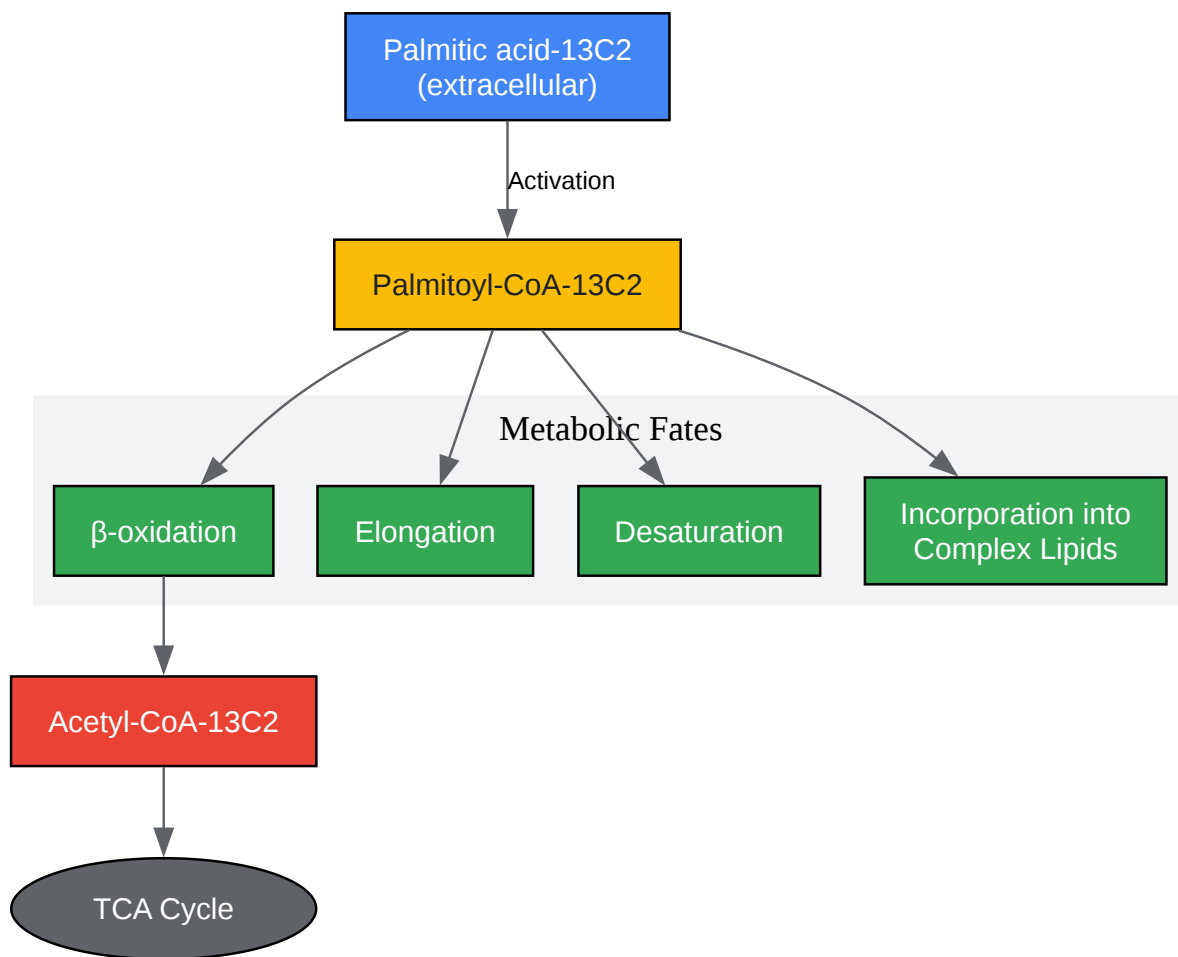 Palmitic acid-13C2
(extracellular)
Activation
Palmitoyl-CoA-13C2
Metabolic Fates
β-oxidation
Elongation
Desaturation
Incorporation into
Complex Lipids
Acetyl-CoA-13C2
TCA Cycle